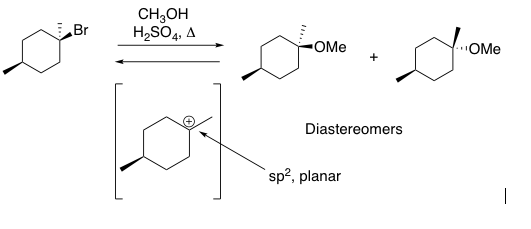 CH₃OH
H₂SO₄, Δ
Br
OMe
+
OMe
⊕
Diastereomers
sp², planar